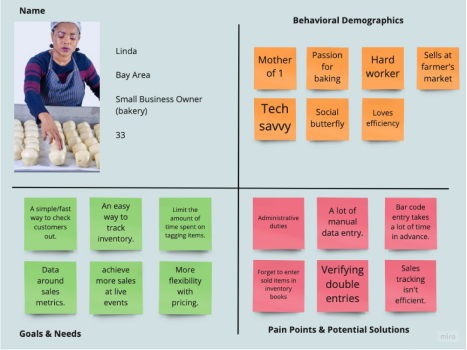 Name
Linda
Bay Area
Small Business Owner
(bakery)
33
Behavioral Demographics
Mother
of 1
Passion
for
baking
Hard
worker
Sells at
farmer's
market
Tech
savvy
Social
butterfly
Loves
efficiency
A simple/fast
way to check
customers
out.
An easy
way to
track
inventory.
Limit the
amount of
time spent on
tagging items.
Data
around
sales
metrics.
achieve
more sales
at live
events
More
flexibility
with
pricing.
Goals & Needs
Administrative
duties
A lot of
manual
data entry.
Bar code
entry takes
a lot of time
in advance.
Forget to enter
sold items in
inventory
books
Verifying
double
entries
Sales
tracking
isn't
efficient.
Pain Points & Potential Solutions
miro